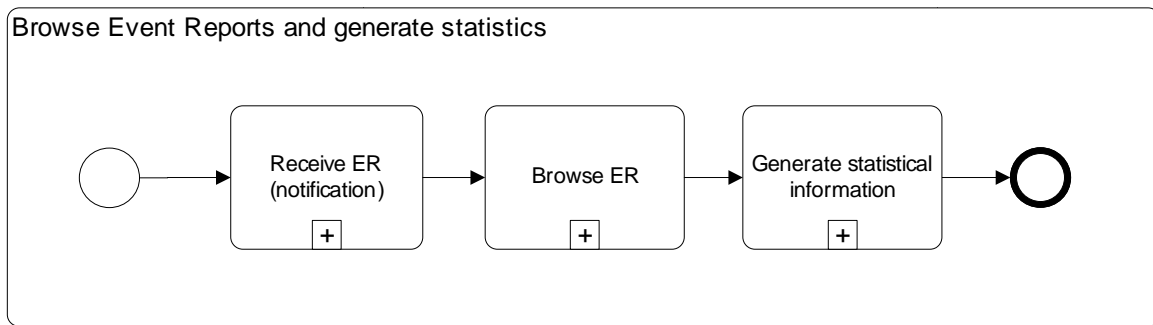 Browse Event Reports and generate statistics
Receive ER
(notification)
+
Browse ER
+
Generate statistical
information
+